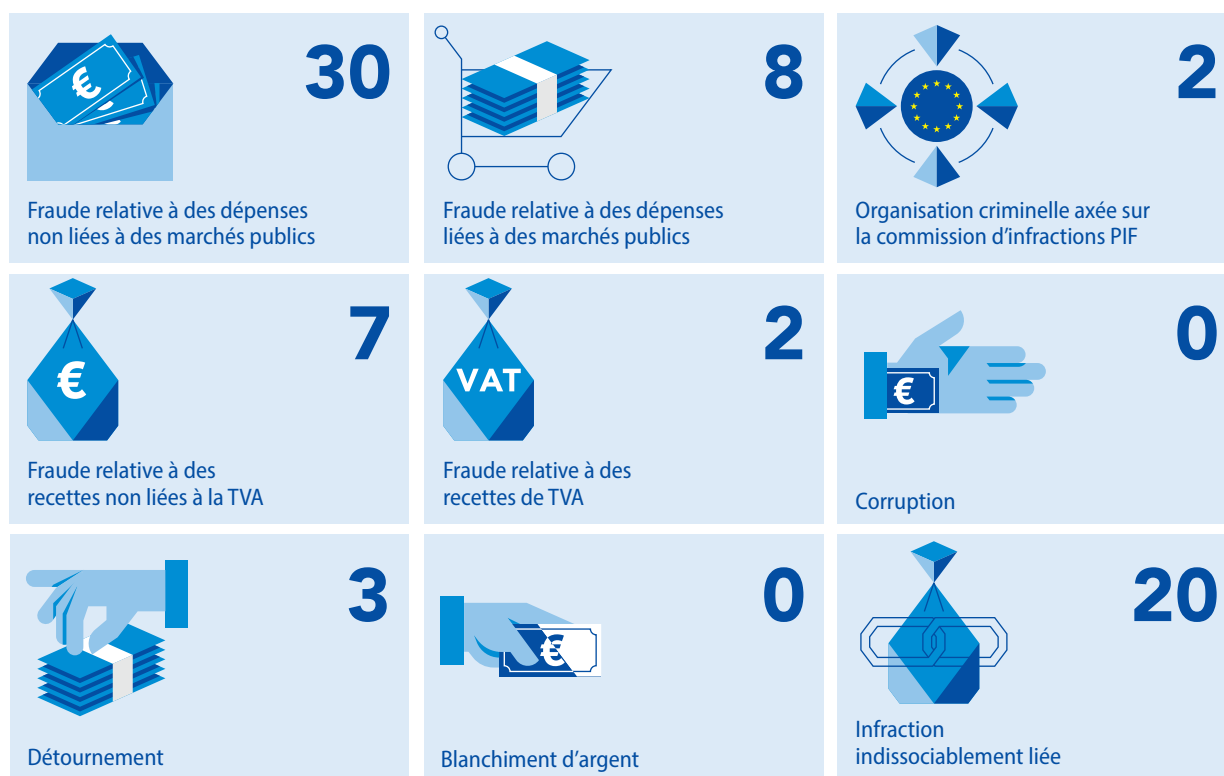 30
Fraude relative à des dépenses
non liées à des marchés publics
8
Fraude relative à des dépenses
liées à des marchés publics
2
Organisation criminelle axée sur
la commission d'infractions PIF
€
7
Fraude relative à des
recettes non liées à la TVA
VAT
2
Fraude relative à des
recettes de TVA
€
0
Corruption
3
Détournement
€
0
Blanchiment d'argent
20
Infraction
indissociablement liée